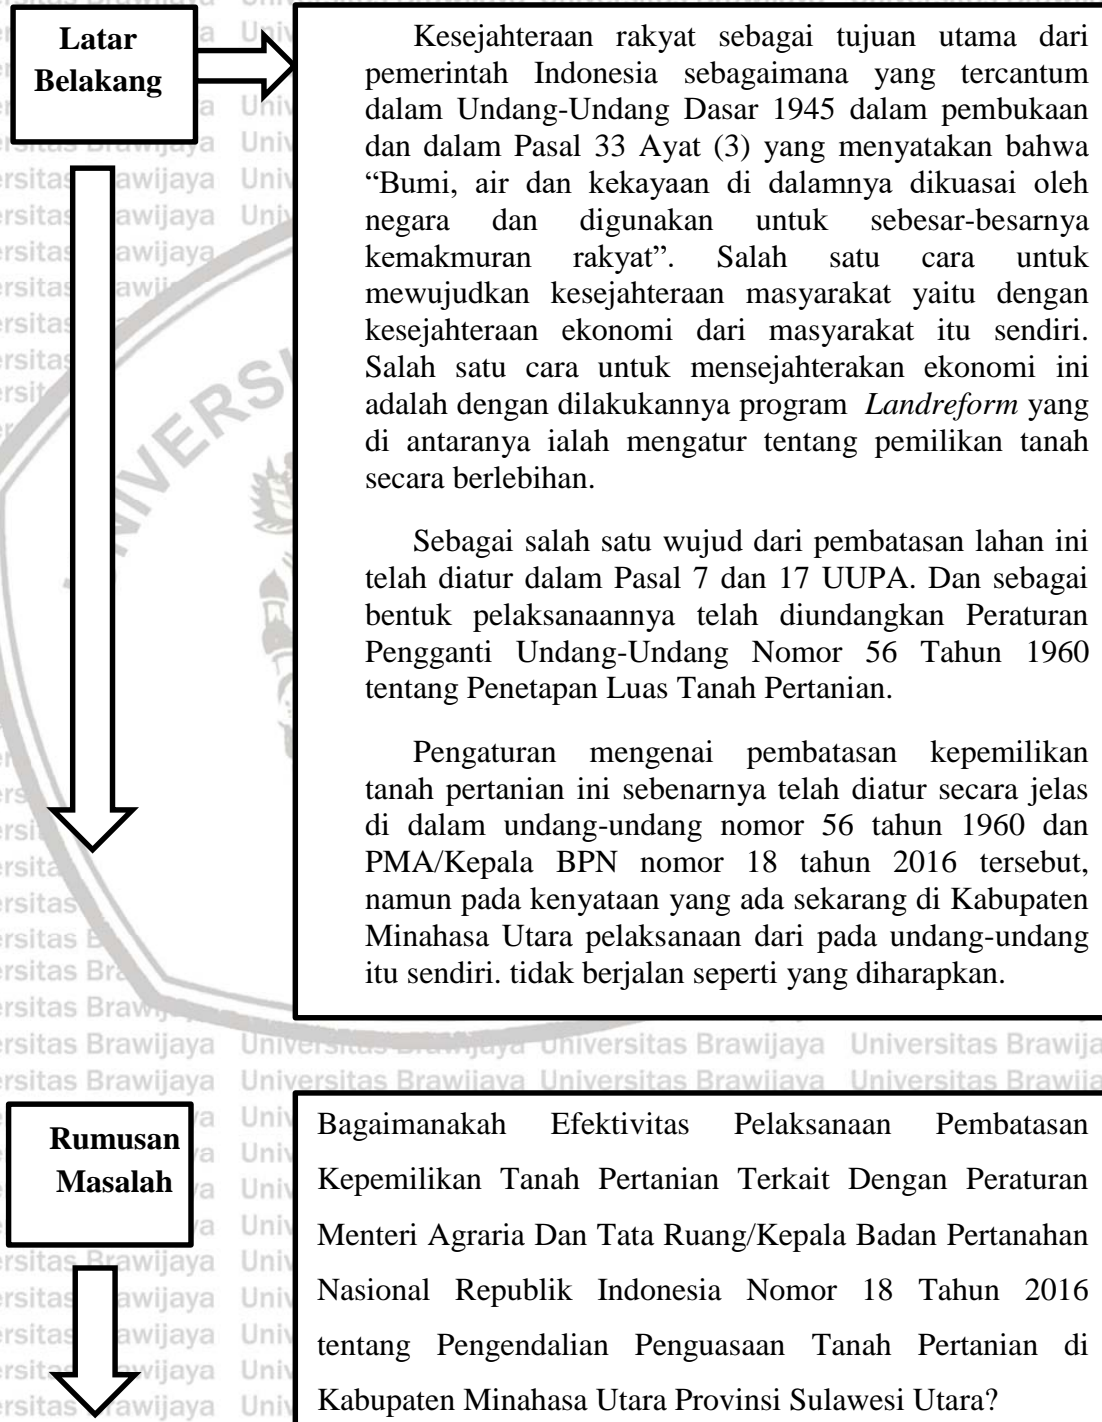 Latar
Belakang
Kesejahteraan rakyat sebagai tujuan utama dari
pemerintah Indonesia sebagaimana yang tercantum
dalam Undang-Undang Dasar 1945 dalam pembukaan
dan dalam Pasal 33 Ayat (3) yang menyatakan bahwa
“Bumi, air dan kekayaan di dalamnya dikuasai oleh
negara dan digunakan untuk sebesar-besarnya
kemakmuran rakyat”. Salah satu cara untuk
mewujudkan kesejahteraan masyarakat yaitu dengan
kesejahteraan ekonomi dari masyarakat itu sendiri.
Salah satu cara untuk mensejahterakan ekonomi ini
adalah dengan dilakukannya program Landreform yang
di antaranya ialah mengatur tentang pemilikan tanah
secara berlebihan.
Sebagai salah satu wujud dari pembatasan lahan ini
telah diatur dalam Pasal 7 dan 17 UUPA. Dan sebagai
bentuk pelaksanaannya telah diundangkan Peraturan
Pengganti Undang-Undang Nomor 56 Tahun 1960
tentang Penetapan Luas Tanah Pertanian.
Pengaturan mengenai pembatasan kepemilikan
tanah pertanian ini sebenarnya telah diatur secara jelas
di dalam undang-undang nomor 56 tahun 1960 dan
PMA/Kepala BPN nomor 18 tahun 2016 tersebut,
namun pada kenyataan yang ada sekarang di Kabupaten
Minahasa Utara pelaksanaan dari pada undang-undang
itu sendiri. tidak berjalan seperti yang diharapkan.
Universitas Brawijaya Universitas Brawijaya
Universitas Brawijaya Universitas Brawijaya
Rumusan
Masalah
Bagaimanakah Efektivitas Pelaksanaan Pembatasan
Kepemilikan Tanah Pertanian Terkait Dengan Peraturan
Menteri Agraria Dan Tata Ruang/Kepala Badan Pertanahan
Nasional Republik Indonesia Nomor 18 Tahun 2016
tentang Pengendalian Penguasaan Tanah Pertanian di
Kabupaten Minahasa Utara Provinsi Sulawesi Utara?